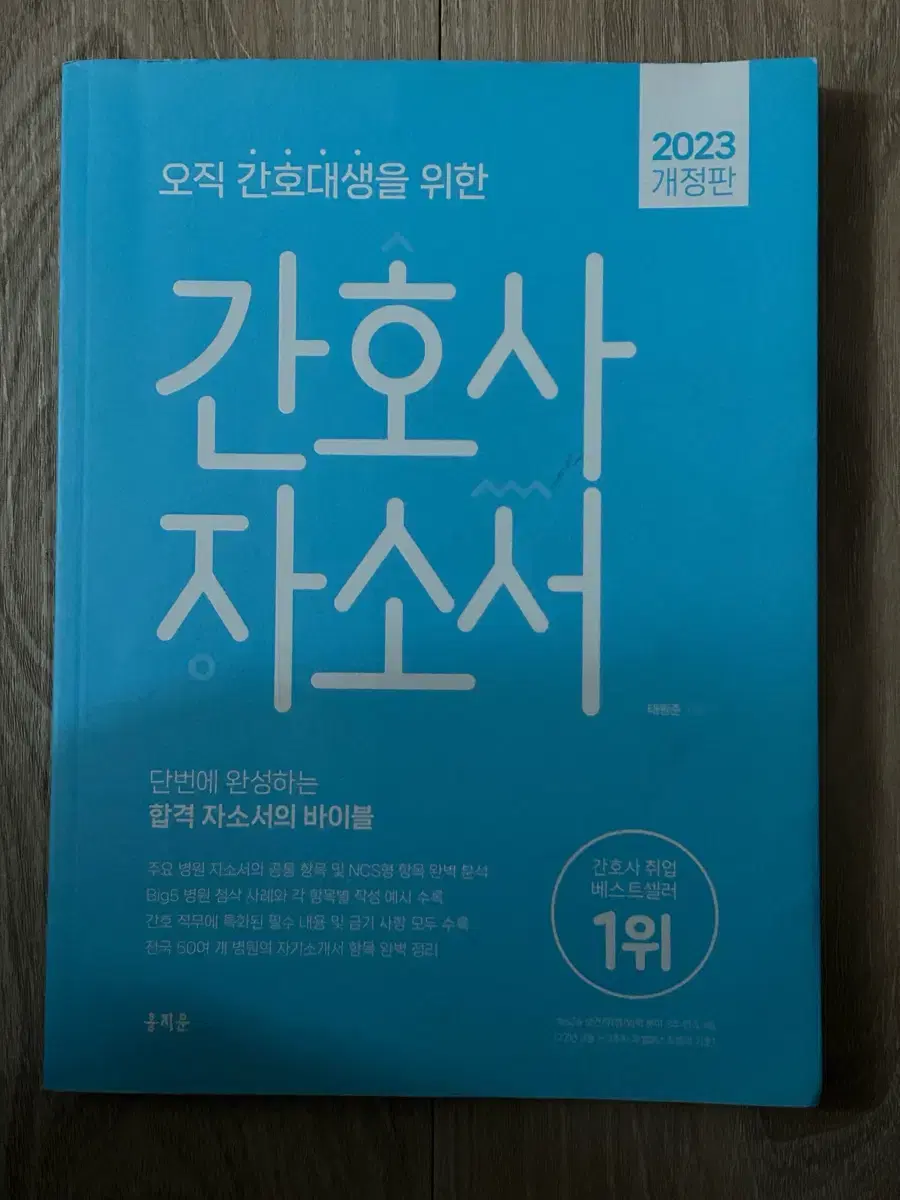 오직 간호대생을 위한
2023
개정판
간호사
자소서
태원준
단번에 완성하는
합격 자소서의 바이블
주요 병원 자소서의 공통 항목 및 NCS형 항목 완벽 분석
Big5 병원 첨삭 사례와 각 항목별 작성 예시 수록
간호 직무에 특화된 필수 내용 및 금기 사항 모두 수록
전국 50여 개 병원의 자기소개서 항목 완벽 정리
간호사 취업
베스트셀러
1위
홍지문